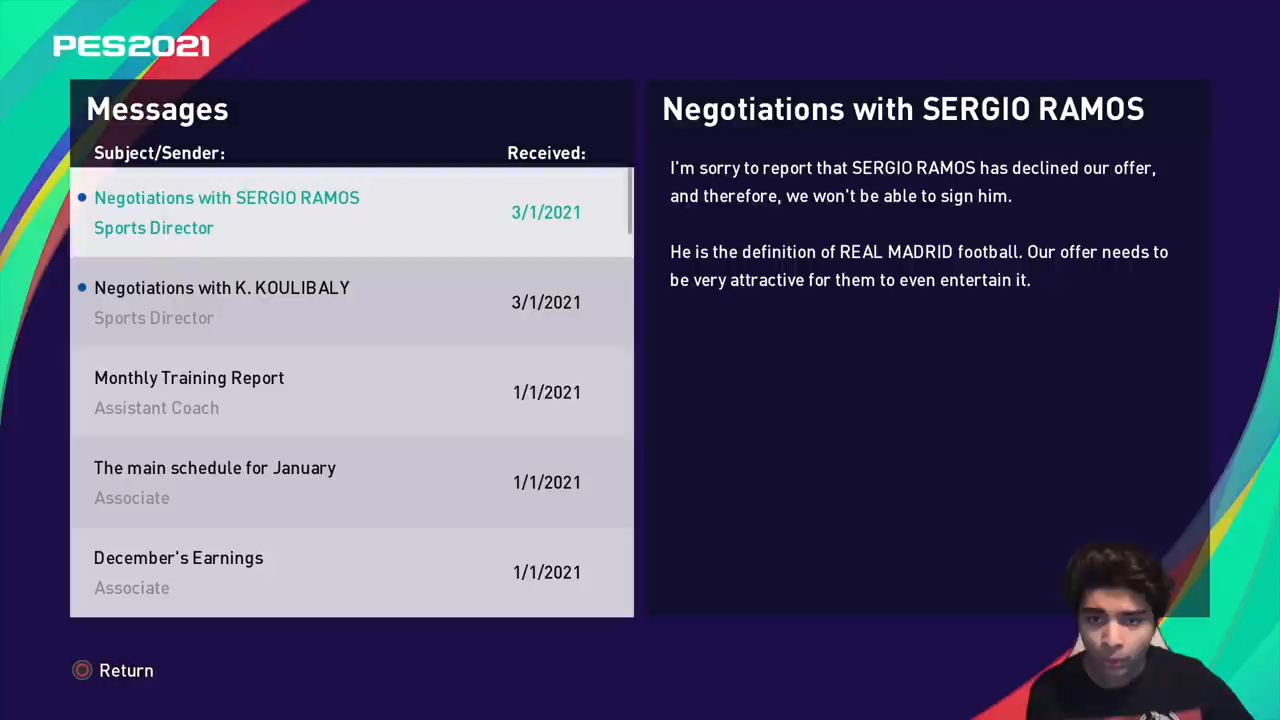 PES2021
Messages
Subject/Sender:
Received:
Negotiations with SERGIO RAMOS
Sports Director
3/1/2021
Negotiations with K. KOULIBALY
Sports Director
3/1/2021
Monthly Training Report
Assistant Coach
1/1/2021
The main schedule for January
Associate
1/1/2021
December's Earnings
Associate
1/1/2021
Negotiations with SERGIO RAMOS
I'm sorry to report that SERGIO RAMOS has declined our offer,
and therefore, we won't be able to sign him.
He is the definition of REAL MADRID football. Our offer needs to
be very attractive for them to even entertain it.
Return